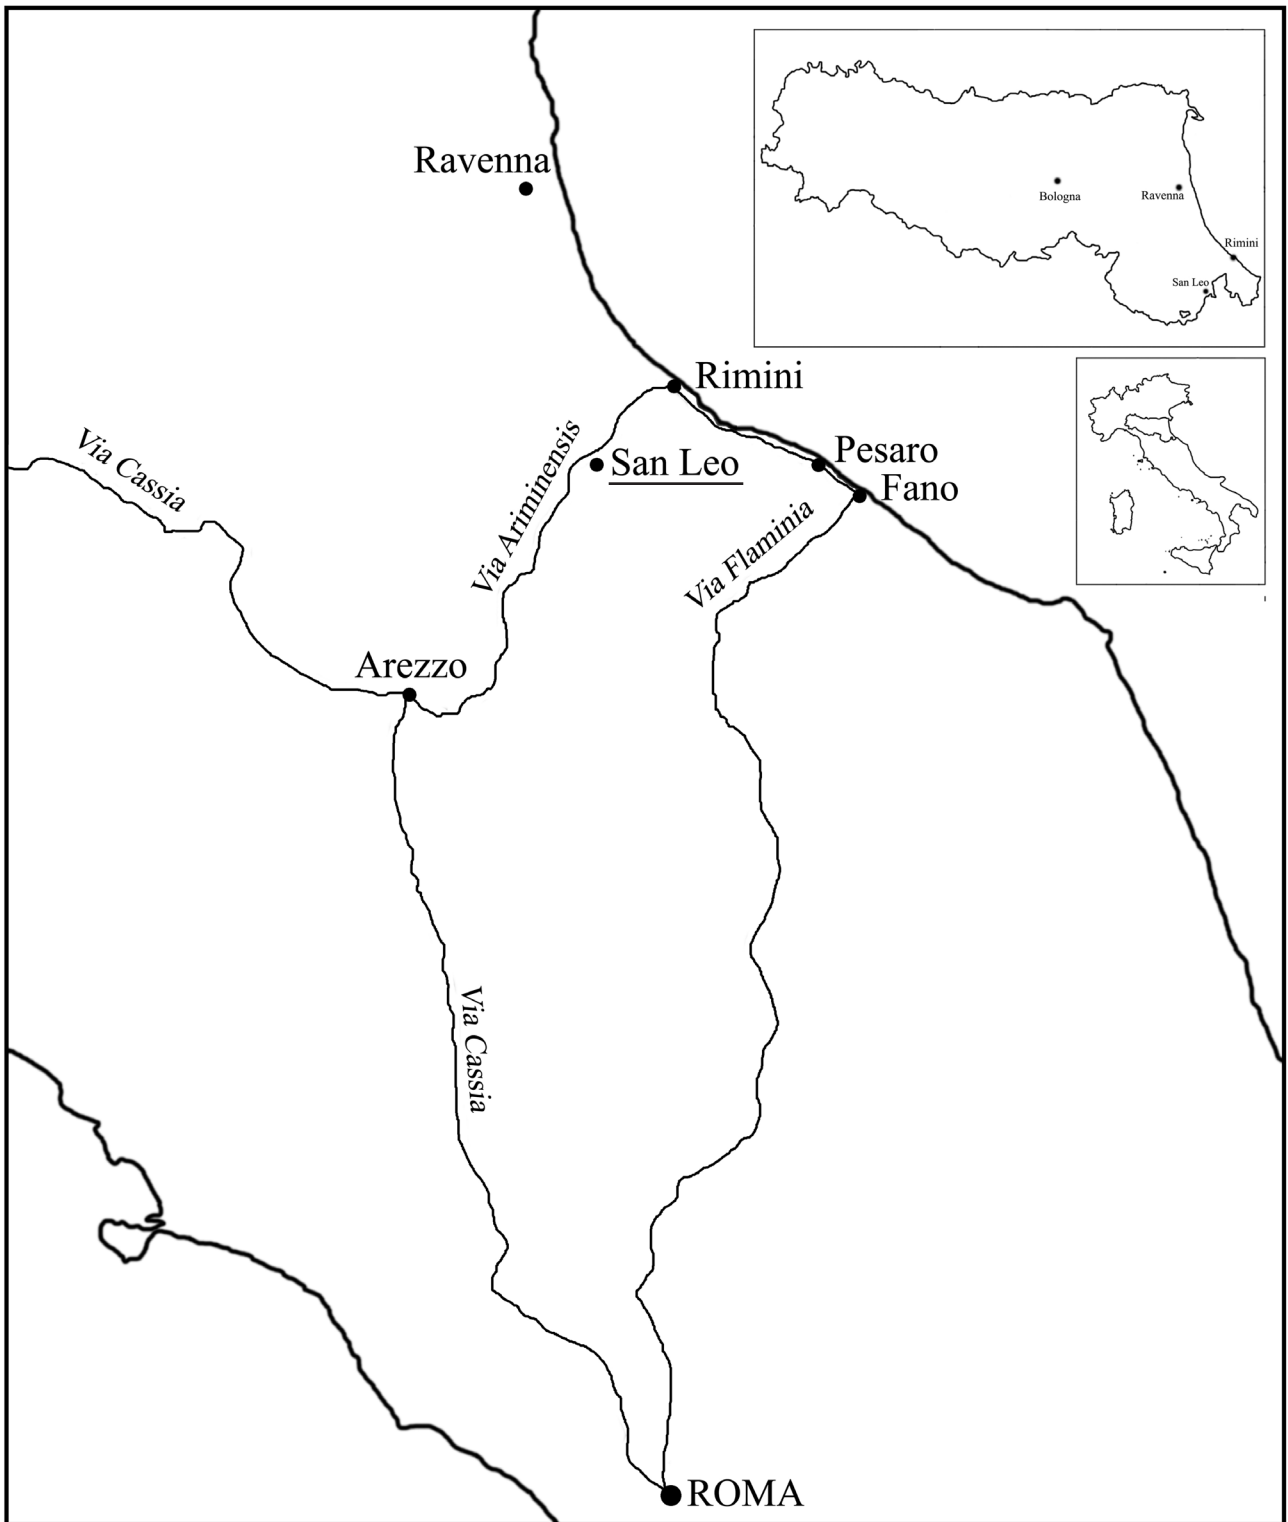 Ravenna
Bologna
Ravenna
Rimini
San Leo
Rimini
Via Cassia
Via Ariminensis
San Leo
Pesaro
Fano
Via Flaminia
Arezzo
Via Cassia
ROMA